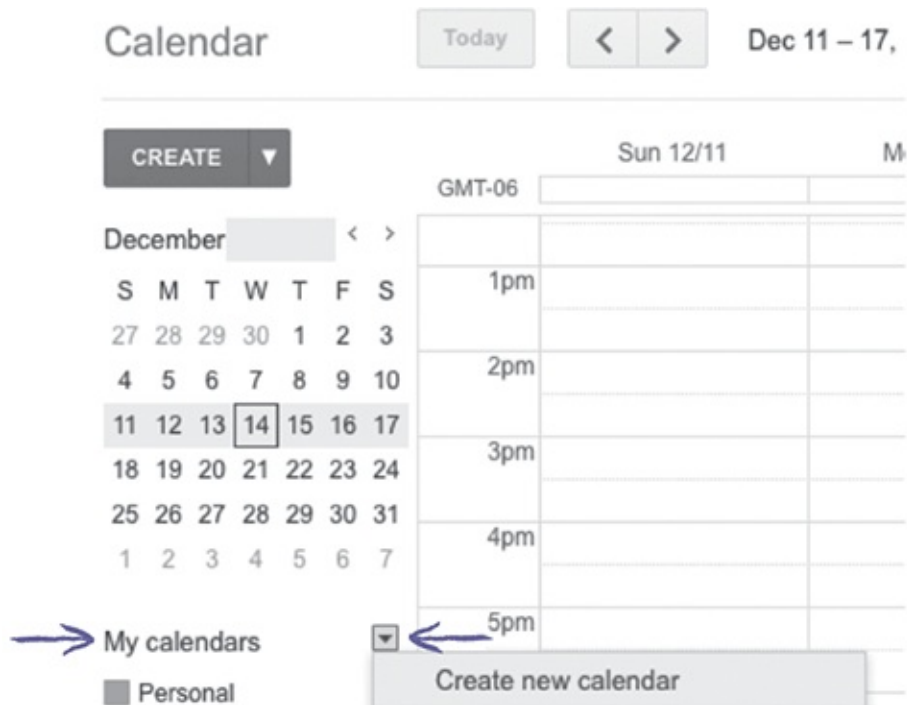 Calendar Today < > Dec 11 – 17,
CREATE ▼
Sun 12/11 M
GMT-06
December < >
S M T W T F S
27 28 29 30 1 2 3
4 5 6 7 8 9 10
11 12 13 14 15 16 17
18 19 20 21 22 23 24
25 26 27 28 29 30 31
1 2 3 4 5 6 7
1pm
2pm
3pm
4pm
5pm
My calendars
Create new calendar
Personal